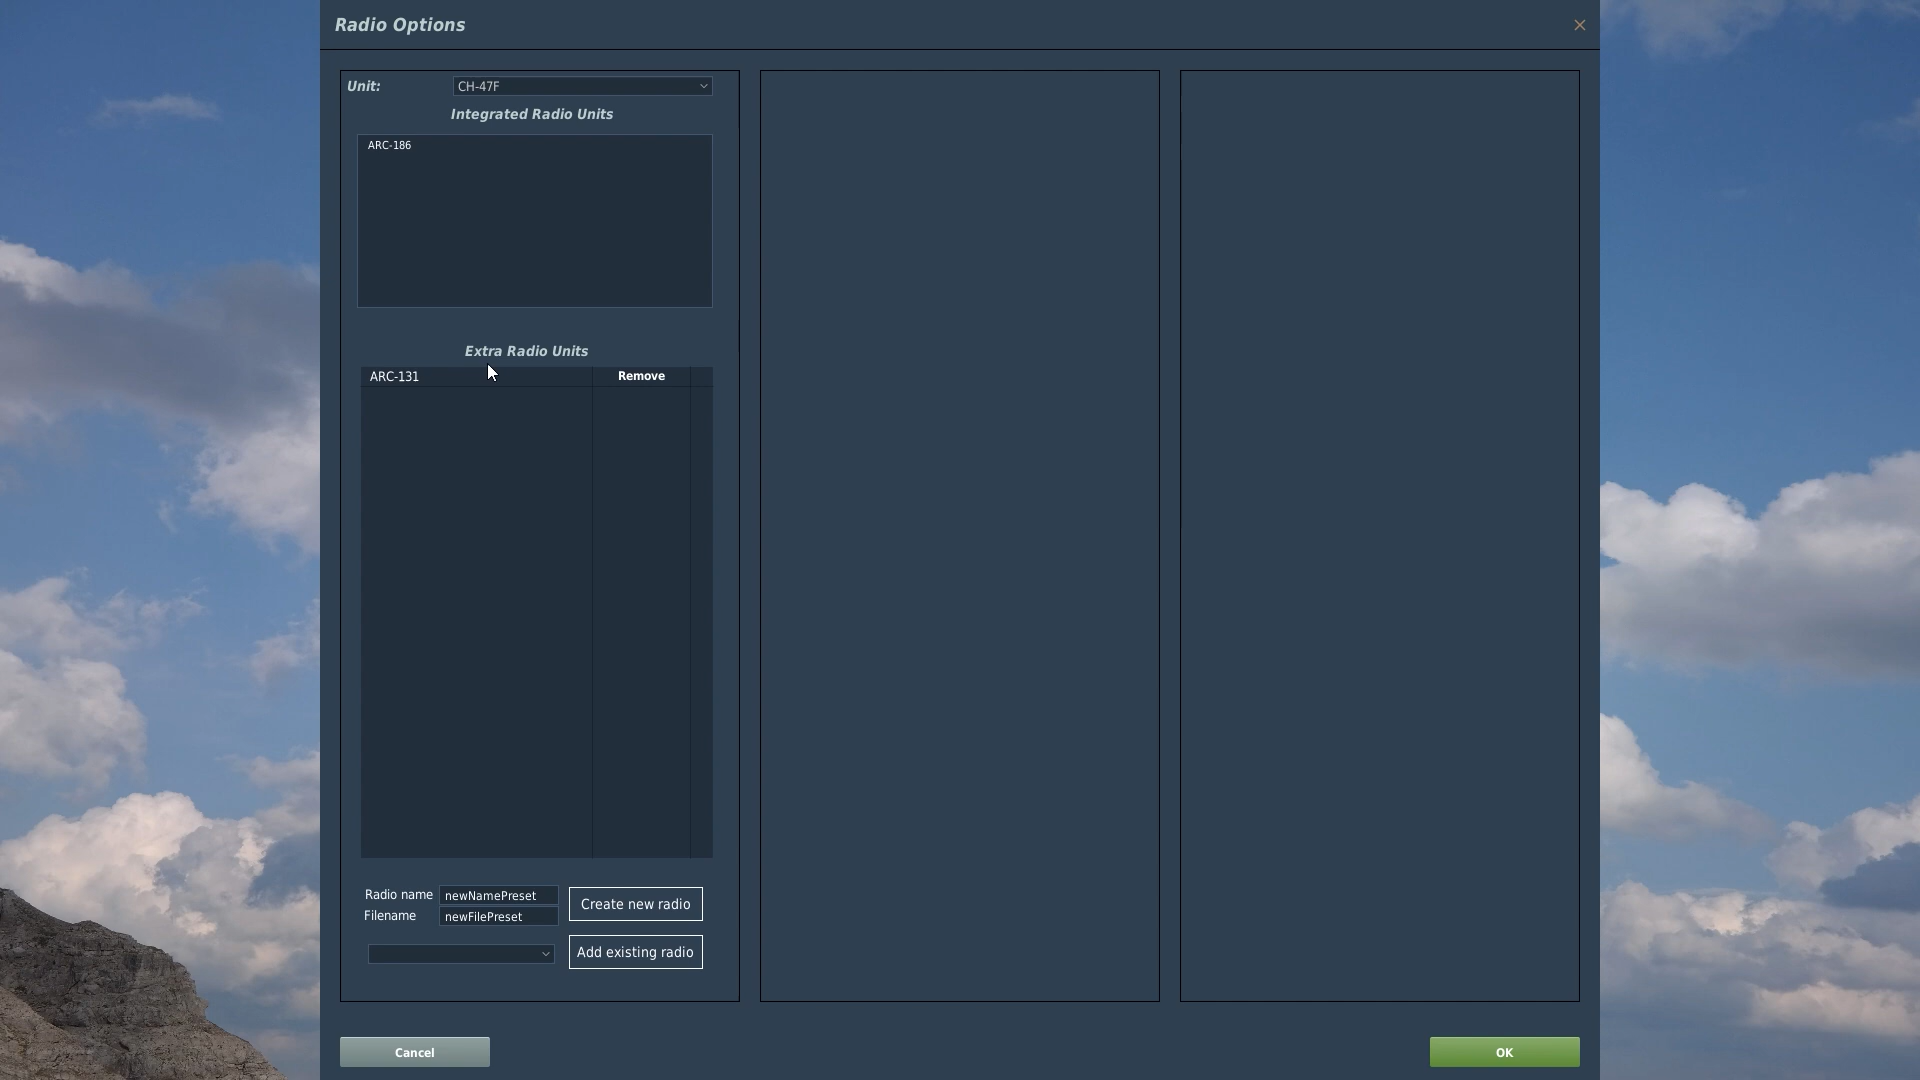 Radio Options
Unit: CH-47F
Integrated Radio Units
ARC-186
Extra Radio Units
ARC-131 Remove
Radio name newNamePreset Create new radio
Filename newFilePreset
Add existing radio
Cancel OK